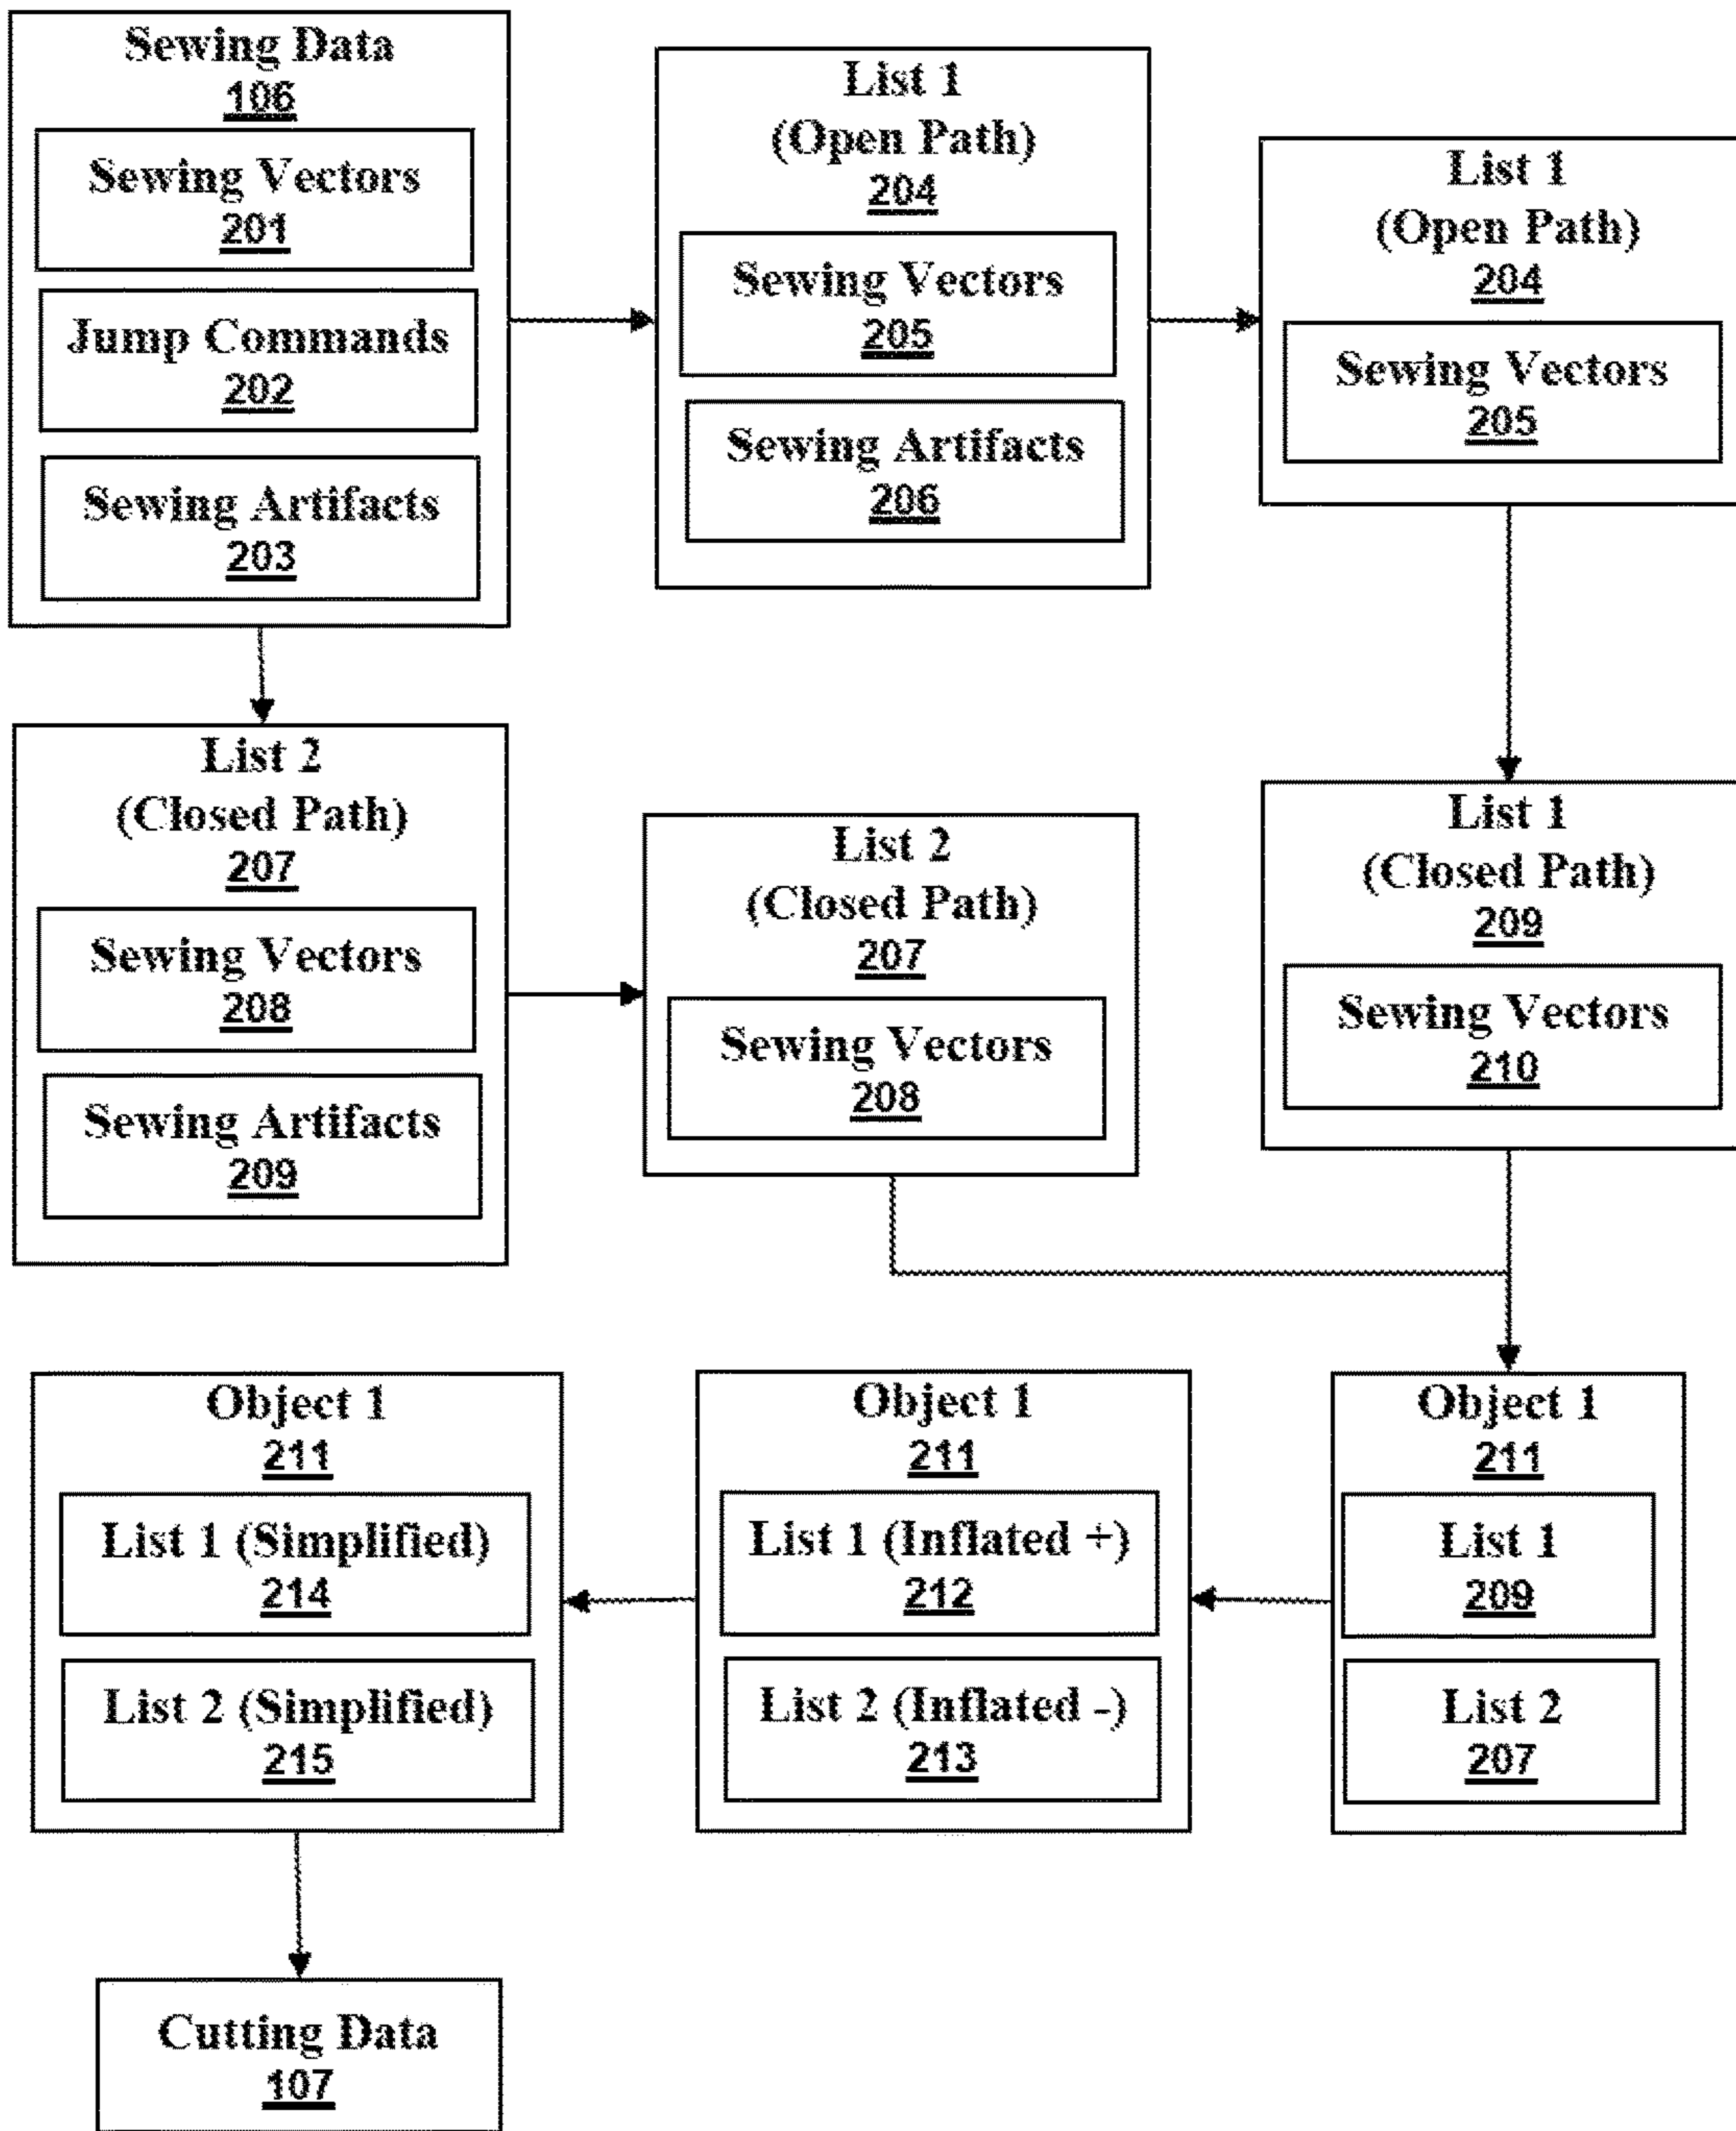 Sewing Data
106
Sewing Vectors
201
Jump Commands
202
Sewing Artifacts
203
List 1
(Open Path)
204
Sewing Vectors
205
Sewing Artifacts
206
List 1
(Open Path)
204
Sewing Vectors
205
List 2
(Closed Path)
207
Sewing Vectors
208
Sewing Artifacts
209
List 2
(Closed Path)
207
Sewing Vectors
208
List 1
(Closed Path)
209
Sewing Vectors
210
Object 1
211
List 1 (Simplified)
214
List 2 (Simplified)
215
Object 1
211
List 1 (Inflated +)
212
List 2 (Inflated -)
213
Object 1
211
List 1
209
List 2
207
Cutting Data
107